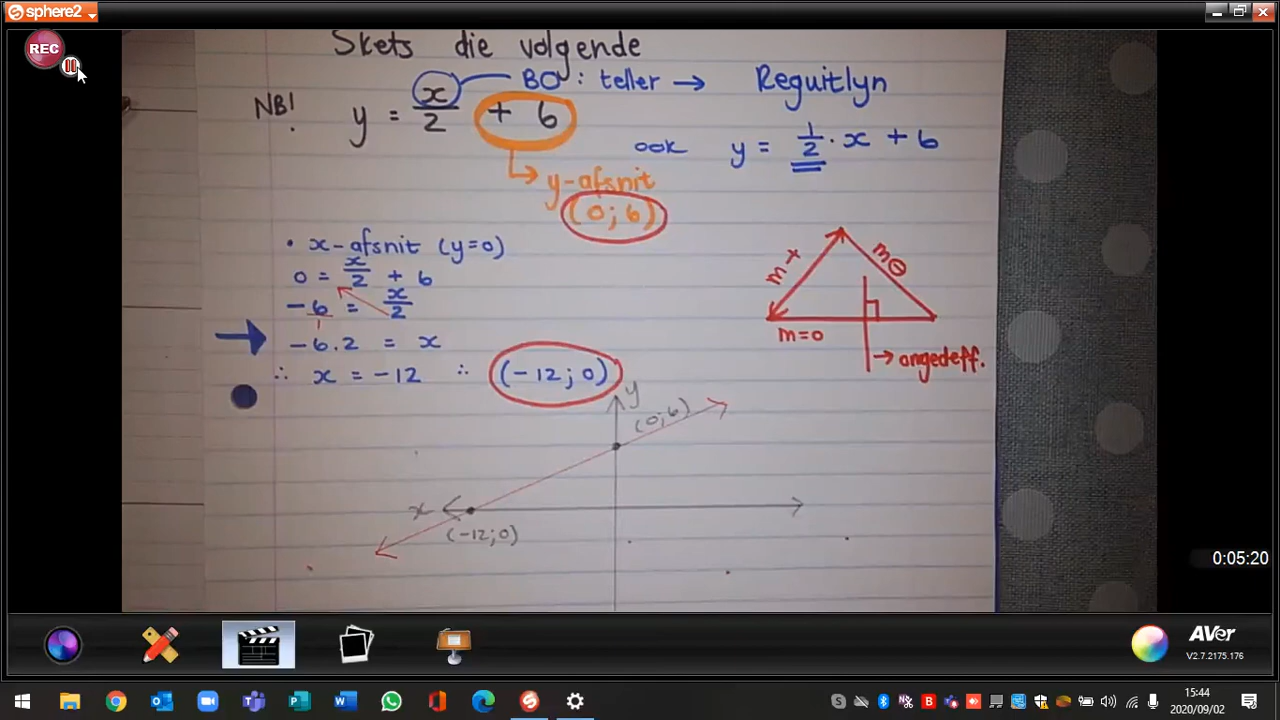 sphere2
REC
Skets die volgende
NB! y = x/2 + 6
BO : teller → Reguitlyn
ook y = 1/2 · x + 6
y-afsnit
(0;6)
• x-afsnit (y=0)
0 = x/2 + 6
-6/1 = x/2
-6.2 = x
∴ x = -12 ∴ (-12;0)
m +
m⊖
m=0
→ ongedeff.
y
(0;6)
x
(-12;0)
0:05:20
AVer
V2.7.2175.176
15:44
2020/09/02